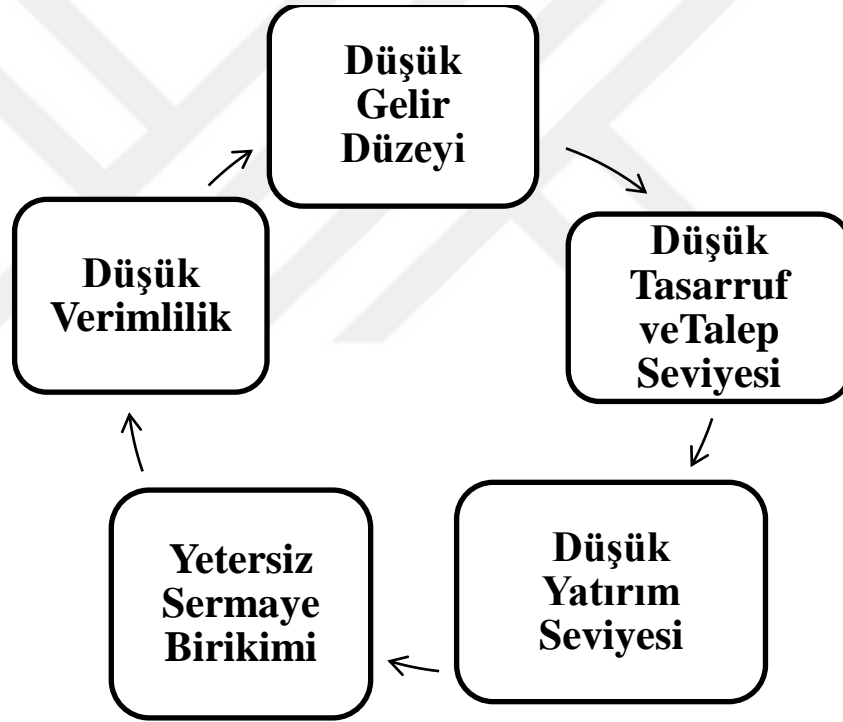 Düşük
Gelir
Düzeyi
Düşük
Tasarruf
veTalep
Seviyesi
Düşük
Yatırım
Seviyesi
Yetersiz
Sermaye
Birikimi
Düşük
Verimlilik